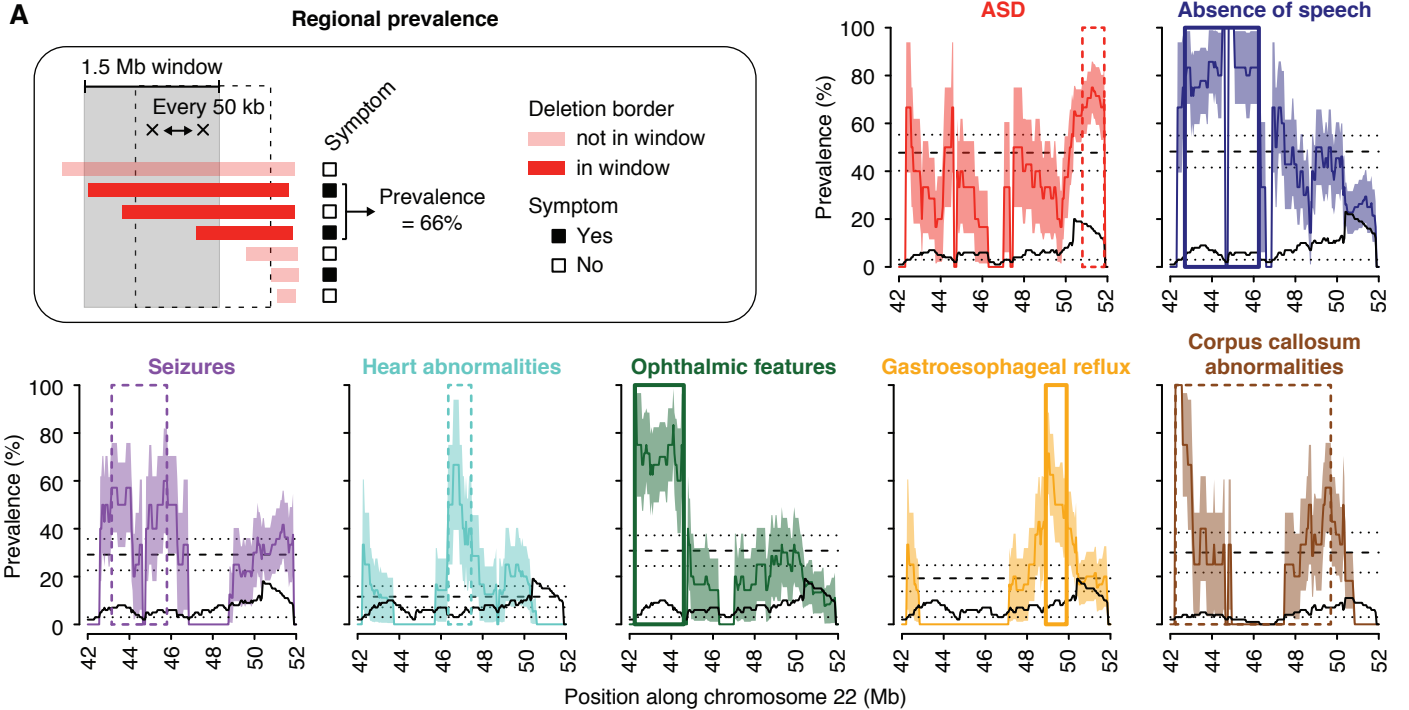 A
Regional prevalence
1.5 Mb window
Every 50 kb
Symptom
Prevalence
= 66%
Deletion border
not in window
in window
Symptom
Yes
No
ASD
Prevalence (%)
100
80
60
40
20
0
42 44 46 48 50 52
Absence of speech
42 44 46 48 50 52
Seizures
Prevalence (%)
100
80
60
40
20
0
42 44 46 48 50 52
Heart abnormalities
42 44 46 48 50 52
Ophthalmic features
42 44 46 48 50 52
Gastroesophageal reflux
42 44 46 48 50 52
Corpus callosum
abnormalities
42 44 46 48 50 52
Position along chromosome 22 (Mb)